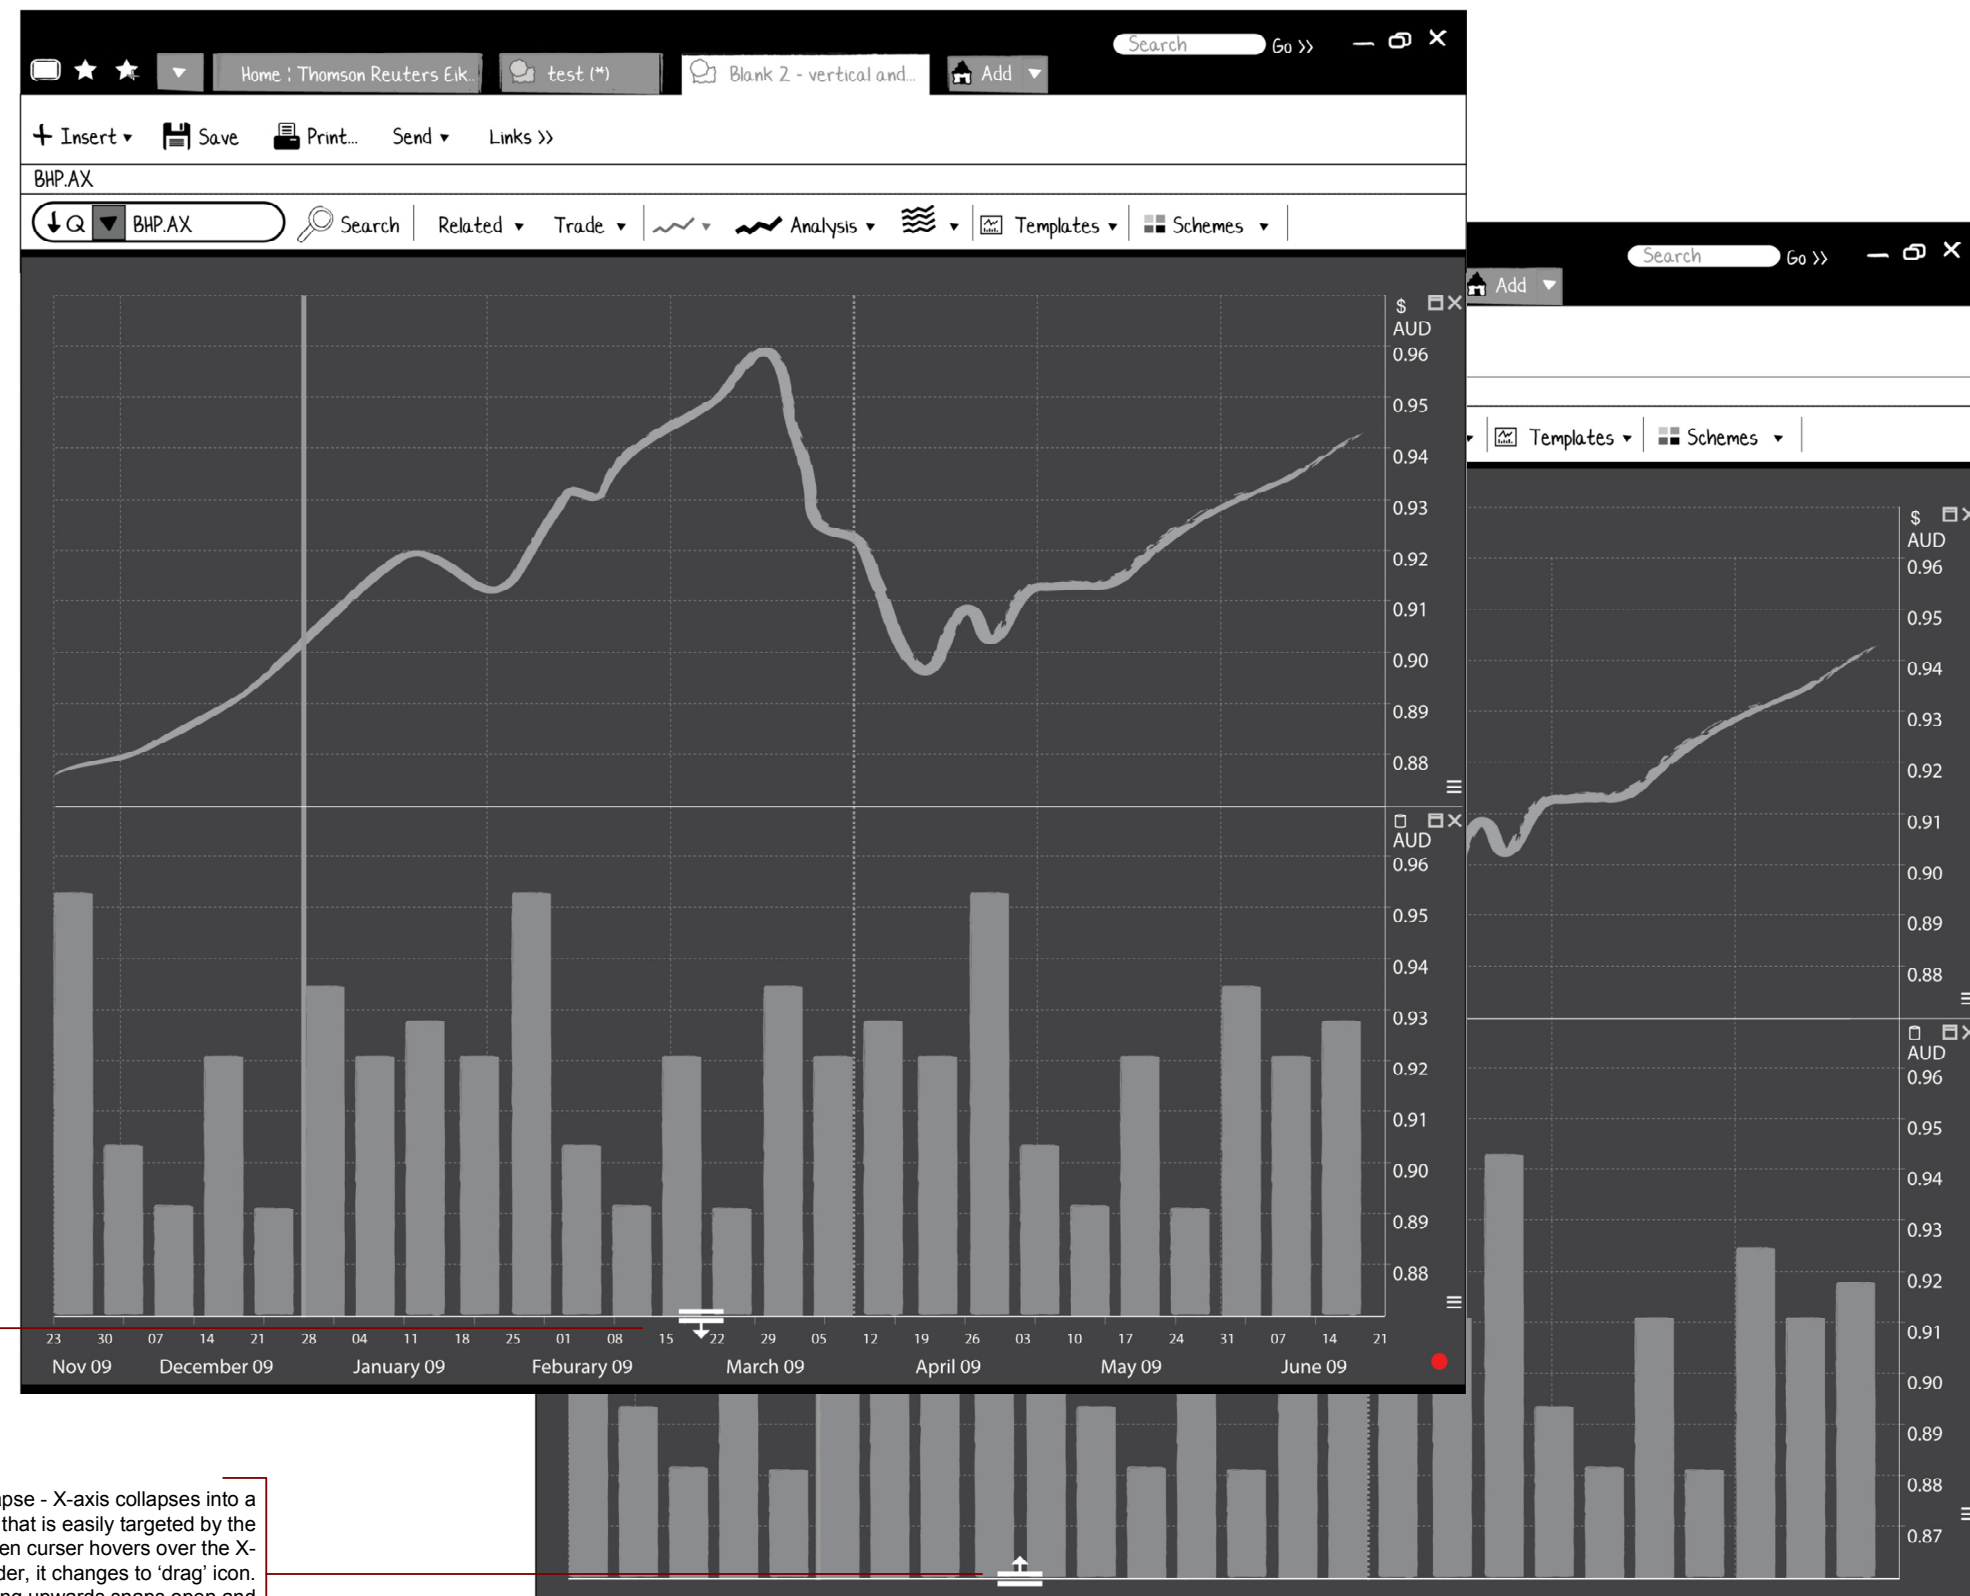 Search Go >>
Home ¦ Thomson Reuters Eik..
test (*)
Blank 2 - vertical and...
Add
+ Insert Save Print... Send Links >>
BHP.AX
Q BHP.AX Search Related Trade Analysis Templates Schemes
$
AUD
0.96
0.95
0.94
0.93
0.92
0.91
0.90
0.89
0.88
AUD
0.96
0.95
0.94
0.93
0.92
0.91
0.90
0.89
0.88
23 30 07 14 21 28 04 11 18 25 01 08 15 22 29 05 12 19 26 03 10 17 24 31 07 14 21
Nov 09 December 09 January 09 Feburary 09 March 09 April 09 May 09 June 09
Search Go >>
Add
Templates Schemes
$
AUD
0.96
0.95
0.94
0.93
0.92
0.91
0.90
0.89
0.88
AUD
0.96
0.95
0.94
0.93
0.92
0.91
0.90
0.89
0.88
0.87
apse - X-axis collapses into a
that is easily targeted by the
en curser hovers over the X-
der, it changes to ‘drag’ icon.
ng upwards snaps open and